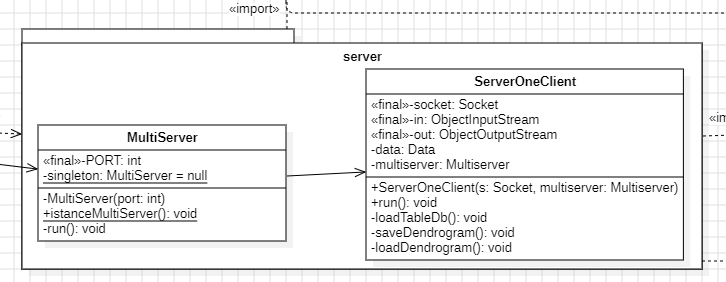 «import»
server
MultiServer
«final»-PORT: int
-singleton: MultiServer = null
-MultiServer(port: int)
+istanceMultiServer(): void
-run(): void
ServerOneClient
«final»-socket: Socket
«final»-in: ObjectInputStream
«final»-out: ObjectOutputStream
-data: Data
-multiserver: Multiserver
+ServerOneClient(s: Socket, multiserver: Multiserver)
+run(): void
-loadTableDb(): void
-saveDendrogram(): void
-loadDendrogram(): void